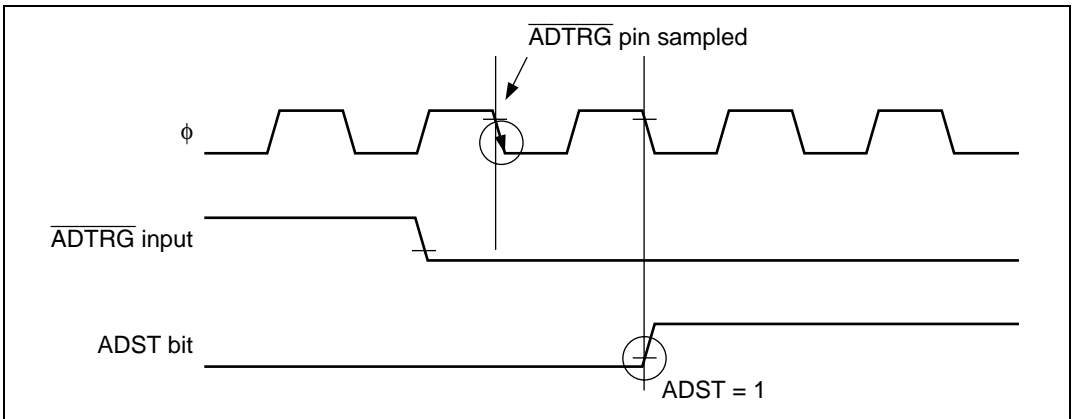 ADTRG pin sampled
ϕ
ADTRG input
ADST bit
ADST = 1